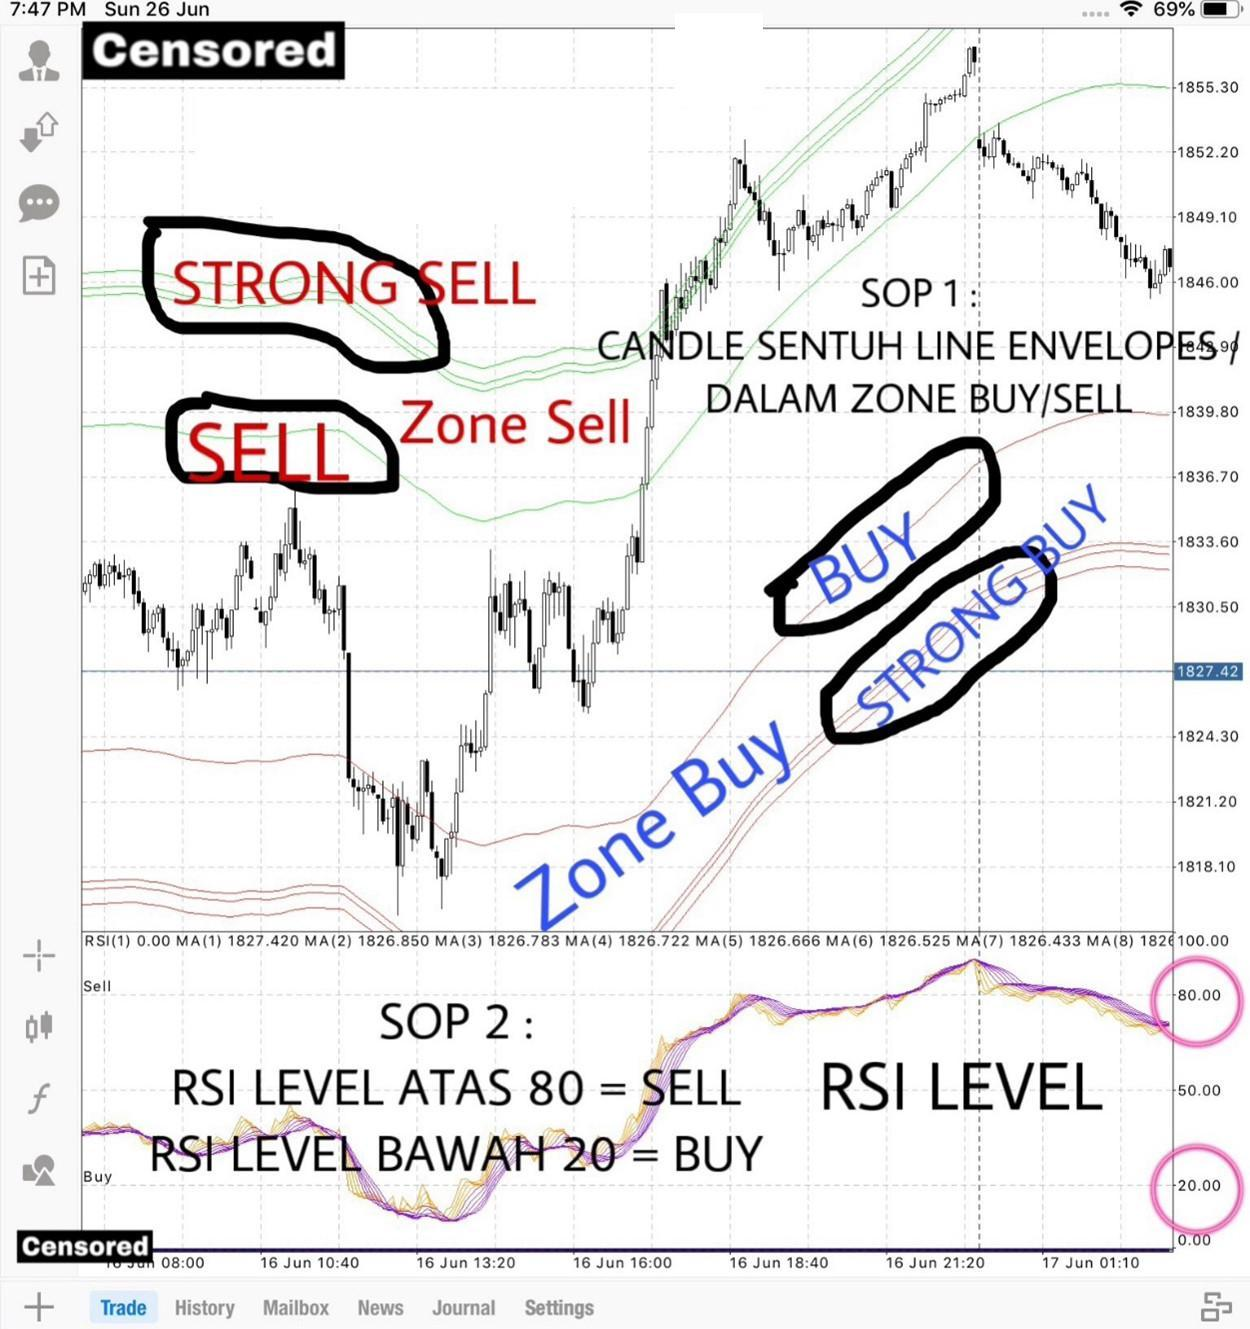 7:47 PM Sun 26 Jun
69%
Censored
1855.30
1852.20
1849.10
STRONG SELL
1846.00
SOP 1 :
CANDLE SENTUH LINE ENVELOPES /
1842.90
DALAM ZONE BUY/SELL
1839.80
SELL
Zone Sell
1836.70
BUY
1833.60
STRONG BUY
1830.50
1827.42
Zone Buy
1824.30
1821.20
1818.10
RSI(1) 0.00 MA(1) 1827.420 MA(2) 1826.850 MA(3) 1826.783 MA(4) 1826.722 MA(5) 1826.666 MA(6) 1826.525 MA(7) 1826.433 MA(8) 1826
100.00
Sell
80.00
SOP 2 :
RSI LEVEL ATAS 80 = SELL
RSI LEVEL
50.00
RSI LEVEL BAWAH 20 = BUY
Buy
20.00
0.00
Censored
16 Jun 08:00 16 Jun 10:40 16 Jun 13:20 16 Jun 16:00 16 Jun 18:40 16 Jun 21:20 17 Jun 01:10
Trade History Mailbox News Journal Settings